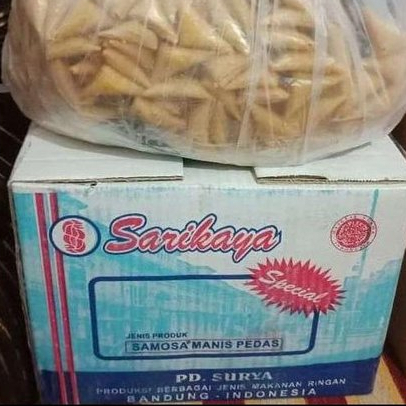 Sarikaya
Special
JENIS PRODUK
SAMOSA MANIS PEDAS
PD. SURYA
PRODUKSI BERBAGAI JENIS MAKANAN RINGAN
BANDUNG - INDONESIA